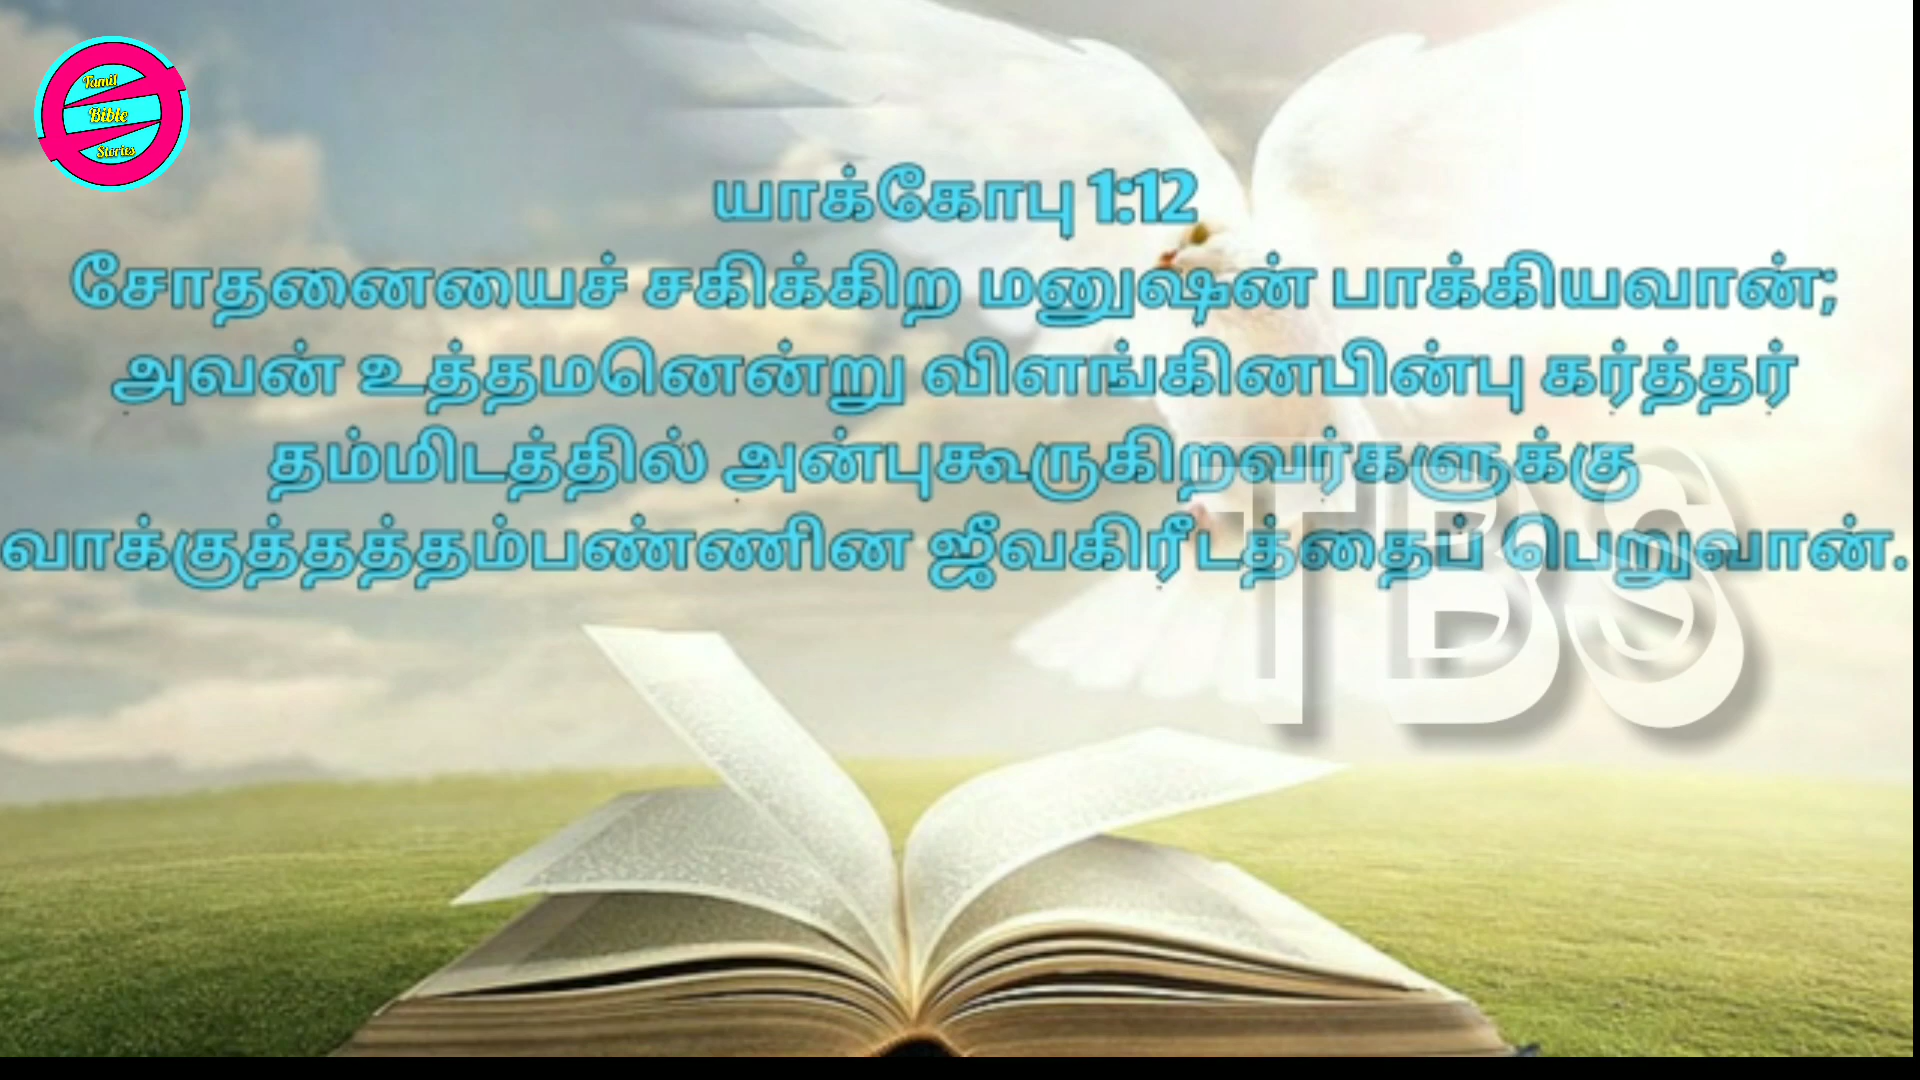 Tamil
Bible
Stories
யாக்கோபு 1:12
சோதனையைச் சகிக்கிற மனுஷன் பாக்கியவான்;
அவன் உத்தமனென்று விளங்கினபின்பு கர்த்தர்
தம்மிடத்தில் அன்புகூருகிறவர்களுக்கு
வாக்குத்தத்தம்பண்ணின ஜீவகிரீடத்தைப் பெறுவான்.
TBS